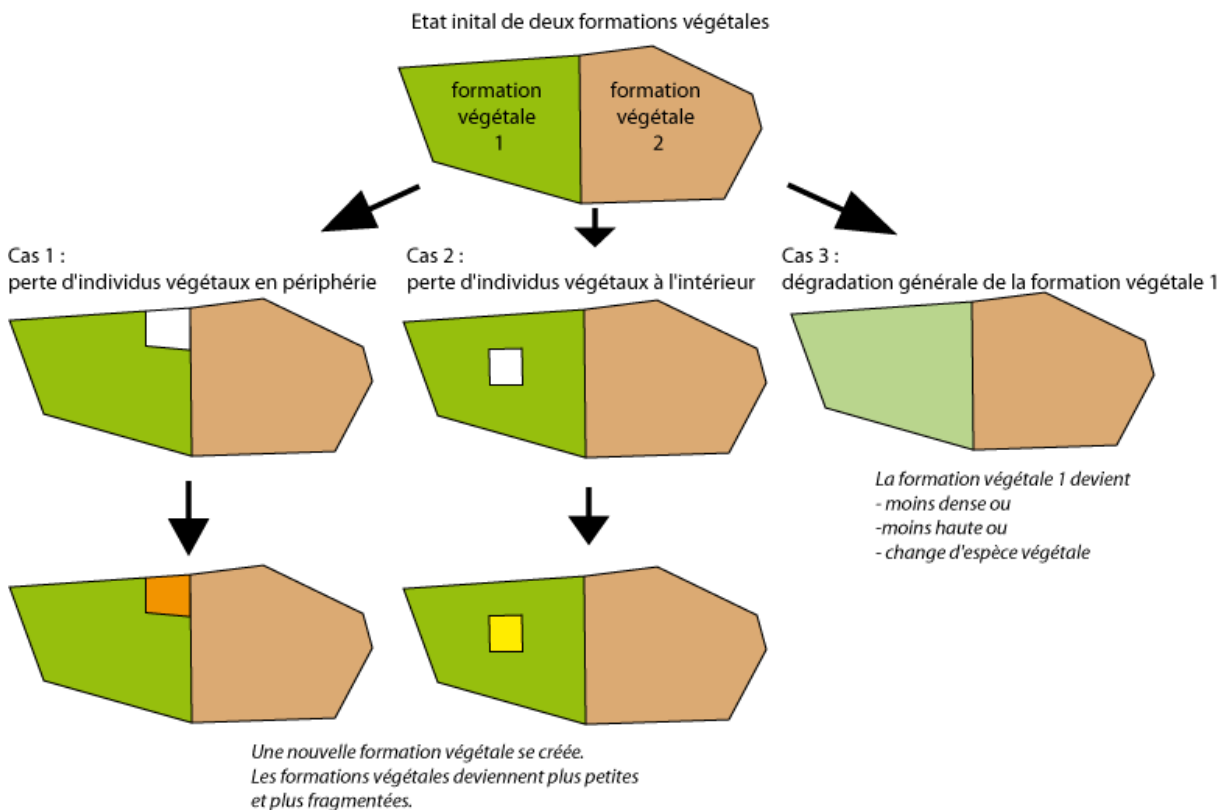 Etat inital de deux formations végétales
formation
végétale
1
formation
végétale
2
Cas 1 :
perte d'individus végétaux en périphérie
Cas 2 :
perte d'individus végétaux à l'intérieur
Cas 3 :
dégradation générale de la formation végétale 1
La formation végétale 1 devient
- moins dense ou
-moins haute ou
- change d'espèce végétale
Une nouvelle formation végétale se créée.
Les formations végétales deviennent plus petites
et plus fragmentées.